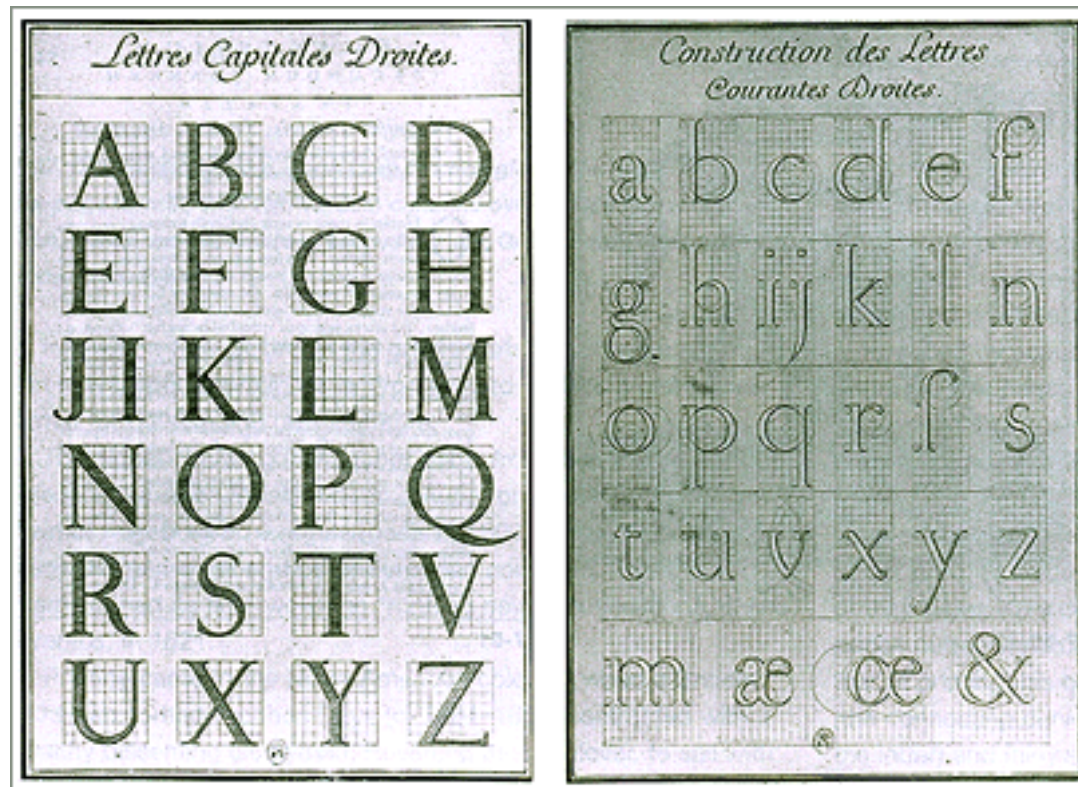 Lettres Capitales Droites.
A B C D
E F G H
J I K L M
N O P Q
R S T V
U X Y Z
Construction des Lettres
Courantes Droites.
a b c d e f
g h i j k l n
o p q r ſ s
t u v x y z
m æ œ &